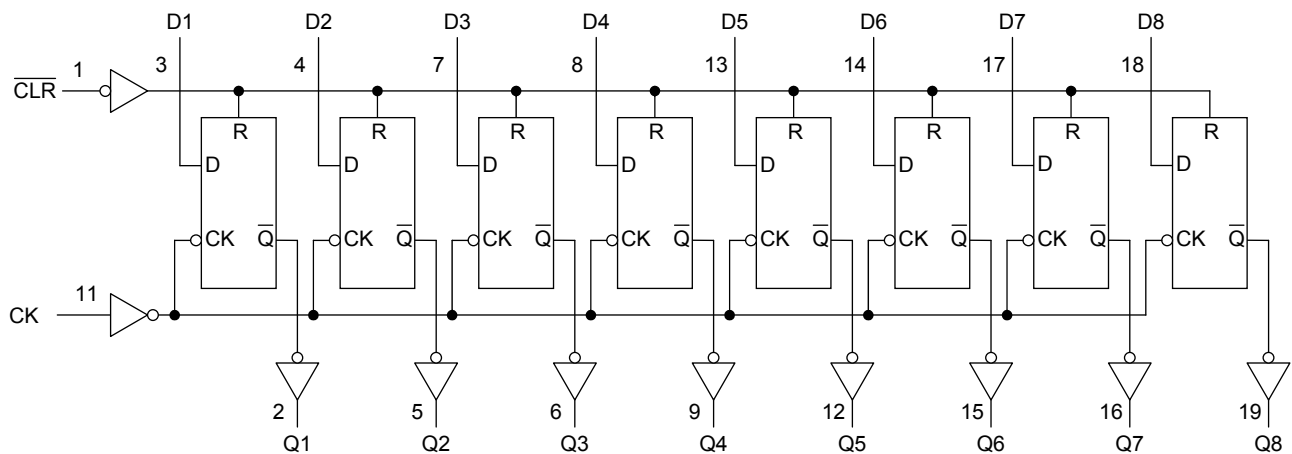 D1 D2 D3 D4 D5 D6 D7 D8
1 3 4 7 8 13 14 17 18
C̅L̅R̅
R R R R R R R R
D D D D D D D D
CK Q̅ CK Q̅ CK Q̅ CK Q̅ CK Q̅ CK Q̅ CK Q̅ CK Q̅
11
CK
2 5 6 9 12 15 16 19
Q1 Q2 Q3 Q4 Q5 Q6 Q7 Q8